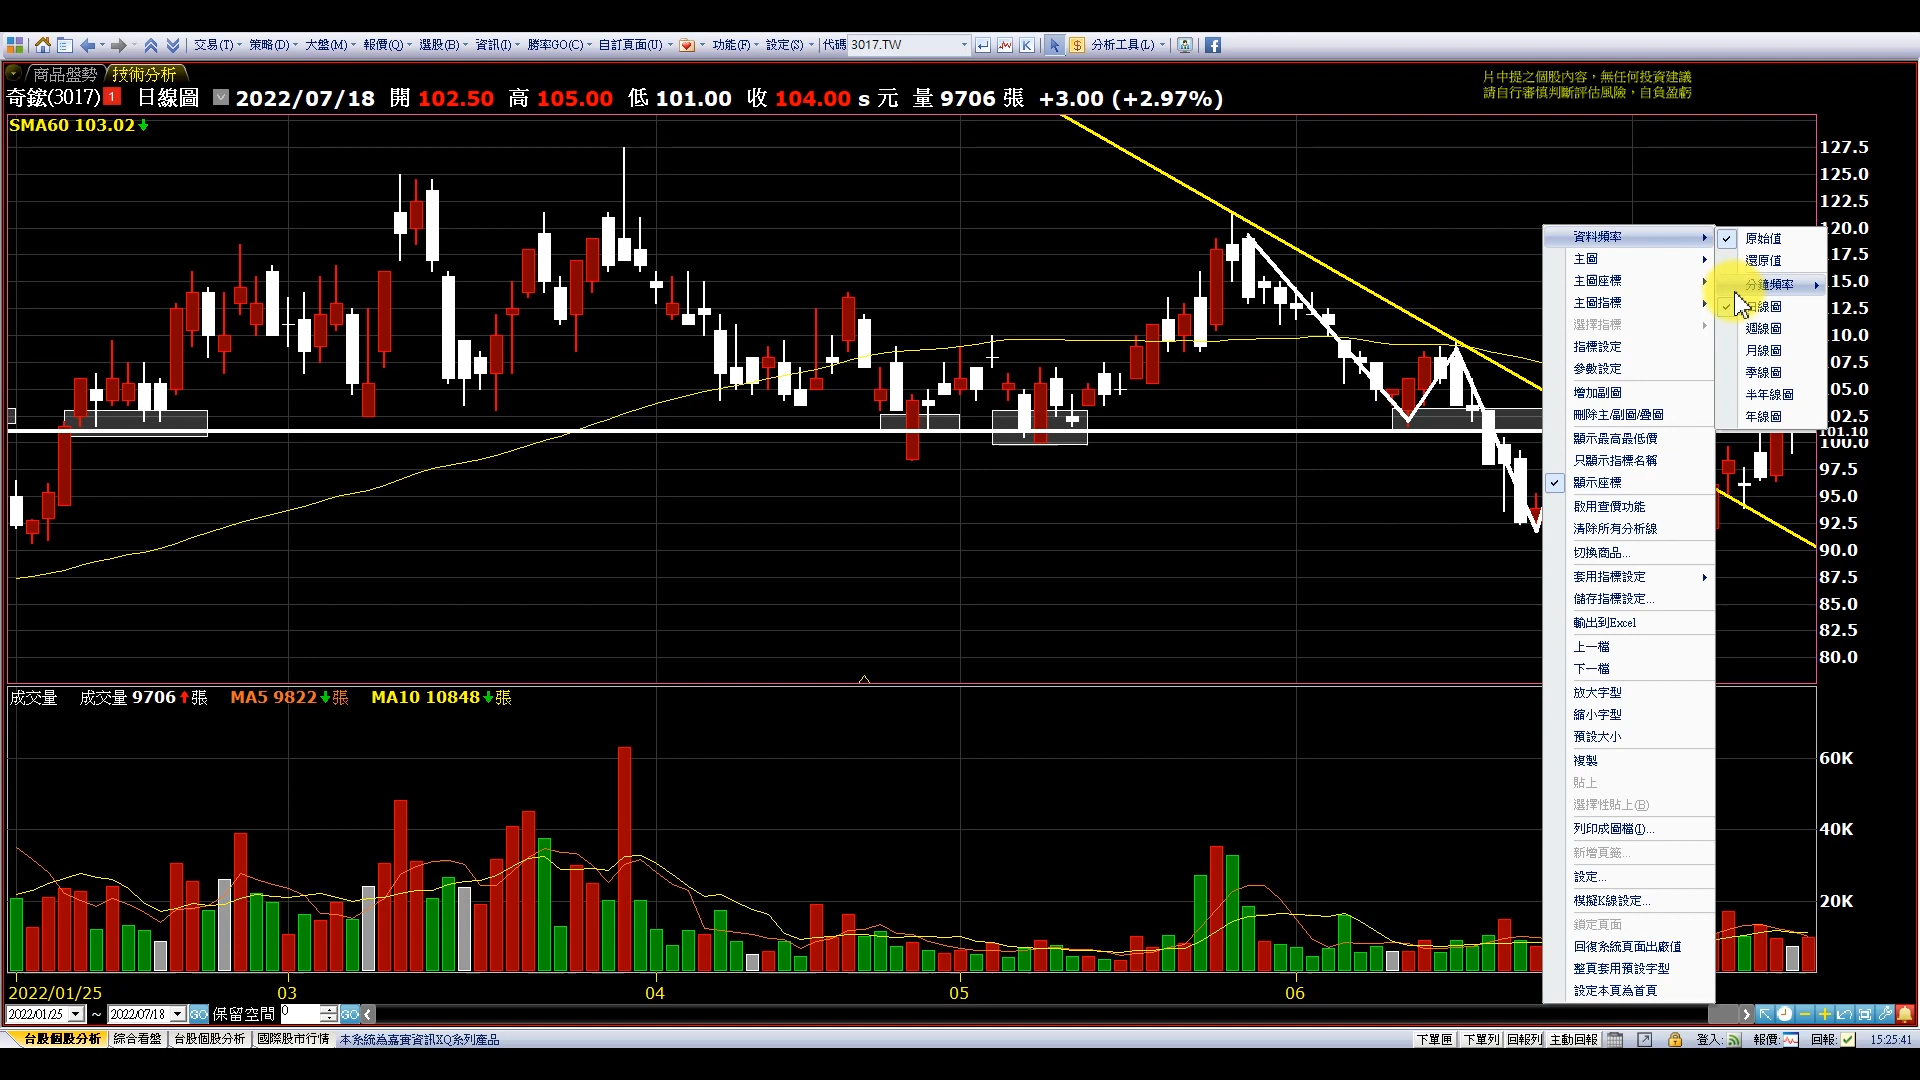 交易(T) 策略(D) 大盤(M) 報價(Q) 選股(B) 資訊(I) 勝率GO(C) 自訂頁面(U) 功能(F) 設定(S) 代碼 3017.TW K $ 分析工具(L)
商品盤勢 技術分析
片中提之個股內容，無任何投資建議
請自行審慎判斷評估風險，自負盈虧
奇鋐(3017) 1 日線圖 2022/07/18 開 102.50 高 105.00 低 101.00 收 104.00 s 元 量 9706 張 +3.00 (+2.97%)
SMA60 103.02
127.5
125.0
122.5
120.0
117.5
115.0
112.5
110.0
107.5
105.0
102.5
101.10
100.0
97.5
95.0
92.5
90.0
87.5
85.0
82.5
80.0
資料頻率
主圖
主圖座標
主圖指標
選擇指標
指標設定
參數設定
增加副圖
刪除主/副圖/疊圖
顯示最高最低價
只顯示指標名稱
顯示座標
啟用查價功能
清除所有分析線
切換商品...
套用指標設定
儲存指標設定...
輸出到Excel
上一檔
下一檔
放大字型
縮小字型
預設大小
複製
貼上
選擇性貼上(B)
列印成圖檔(I)...
新增頁籤...
設定...
模擬K線設定...
鎖定頁面
回復系統頁面出廠值
整頁套用預設字型
設定本頁為首頁
原始值
還原值
分鐘頻率
線圖
週線圖
月線圖
季線圖
半年線圖
年線圖
成交量 成交量 9706 張 MA5 9822 張 MA10 10848 張
60K
40K
20K
2022/01/25 03 04 05 06
2022/01/25 ~ 2022/07/18 GO 保留空間 0 GO
台股個股分析 綜合看盤 台股個股分析 國際股市行情 本系統為嘉實資訊XQ系列產品 下單匣 下單列 回報列 主動回報 登入: 報價: 回報: 15:25:41